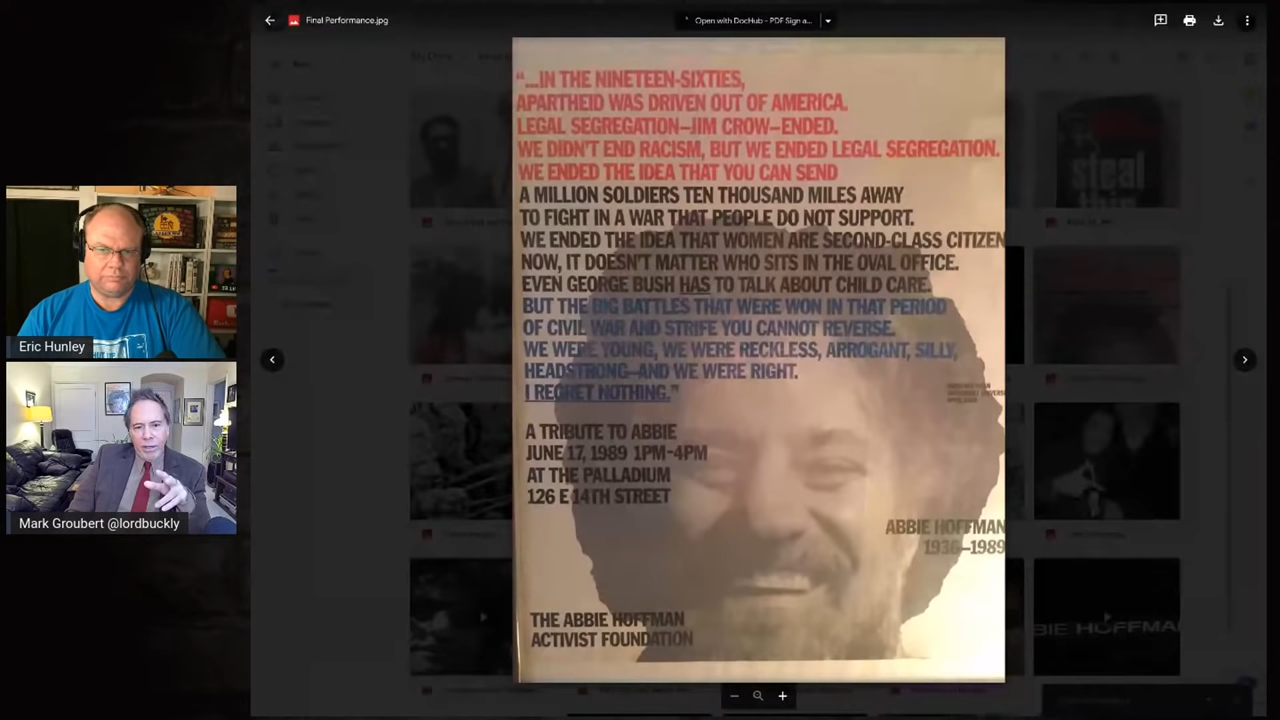 Final Performance.jpg
Open with DocHub - PDF Sign a...
"...IN THE NINETEEN-SIXTIES,
APARTHEID WAS DRIVEN OUT OF AMERICA.
LEGAL SEGREGATION—JIM CROW—ENDED.
WE DIDN'T END RACISM, BUT WE ENDED LEGAL SEGREGATION.
WE ENDED THE IDEA THAT YOU CAN SEND
A MILLION SOLDIERS TEN THOUSAND MILES AWAY
TO FIGHT IN A WAR THAT PEOPLE DO NOT SUPPORT.
WE ENDED THE IDEA THAT WOMEN ARE SECOND-CLASS CITIZEN
NOW, IT DOESN'T MATTER WHO SITS IN THE OVAL OFFICE.
EVEN GEORGE BUSH HAS TO TALK ABOUT CHILD CARE.
BUT THE BIG BATTLES THAT WERE WON IN THAT PERIOD
OF CIVIL WAR AND STRIFE YOU CANNOT REVERSE.
WE WERE YOUNG, WE WERE RECKLESS, ARROGANT, SILLY,
HEADSTRONG—AND WE WERE RIGHT.
I REGRET NOTHING."
A TRIBUTE TO ABBIE
JUNE 17, 1989 1PM-4PM
AT THE PALLADIUM
126 E 14TH STREET
ABBIE HOFFMAN
1936–1989
THE ABBIE HOFFMAN
ACTIVIST FOUNDATION
Eric Hunley
Mark Groubert @lordbuckly
steal
BIE HOFFMA